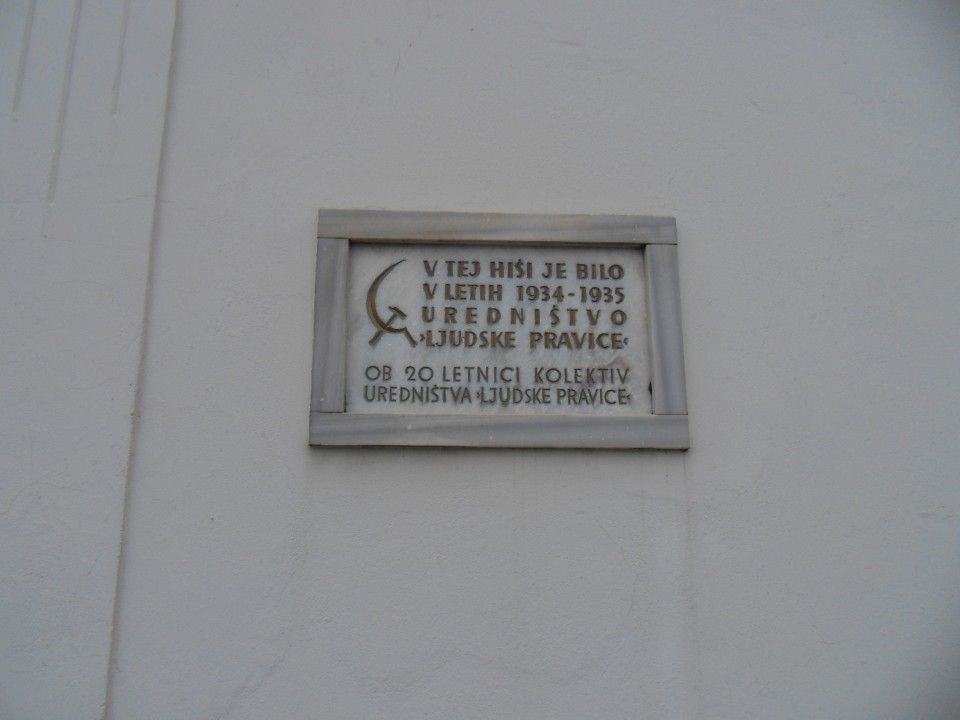 V TEJ HIŠI JE BILO
V LETIH 1934-1935
UREDNIŠTVO
›LJUDSKE PRAVICE‹
OB 20 LETNICI KOLEKTIV
UREDNIŠTVA ›LJUDSKE PRAVICE‹